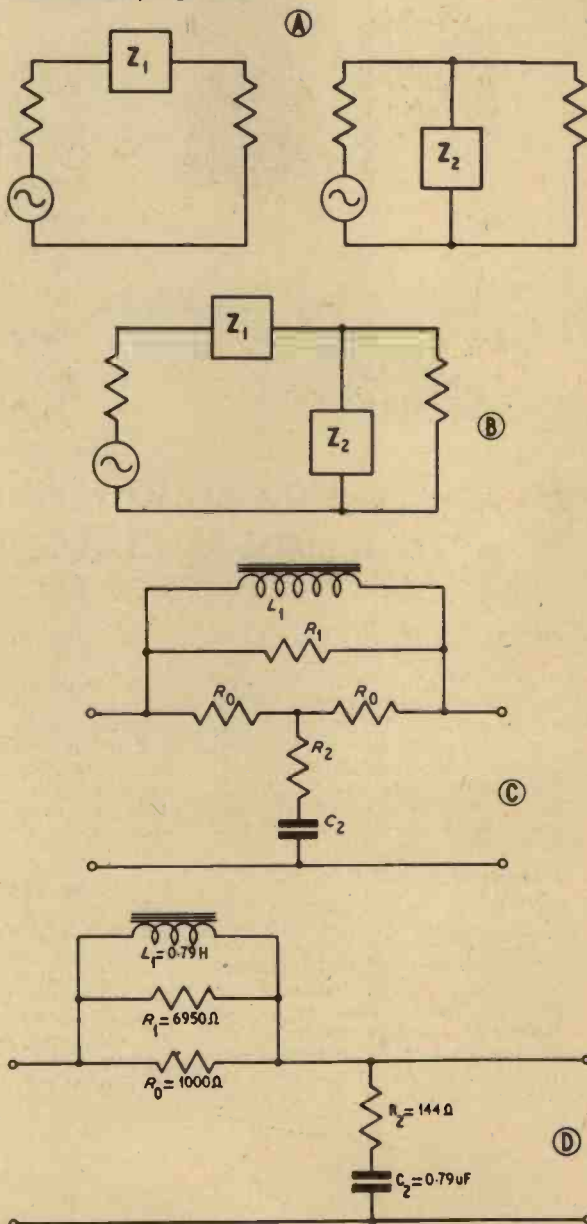 A
Z₁
Z₂
Z₁
Z₂
B
L₁
R₁
R₀ R₀
R₂
C₂
C
L₁=0·79H
R₁=6950Ω
R₀=1000Ω
R₂=144Ω
C₂=0·79uF
D